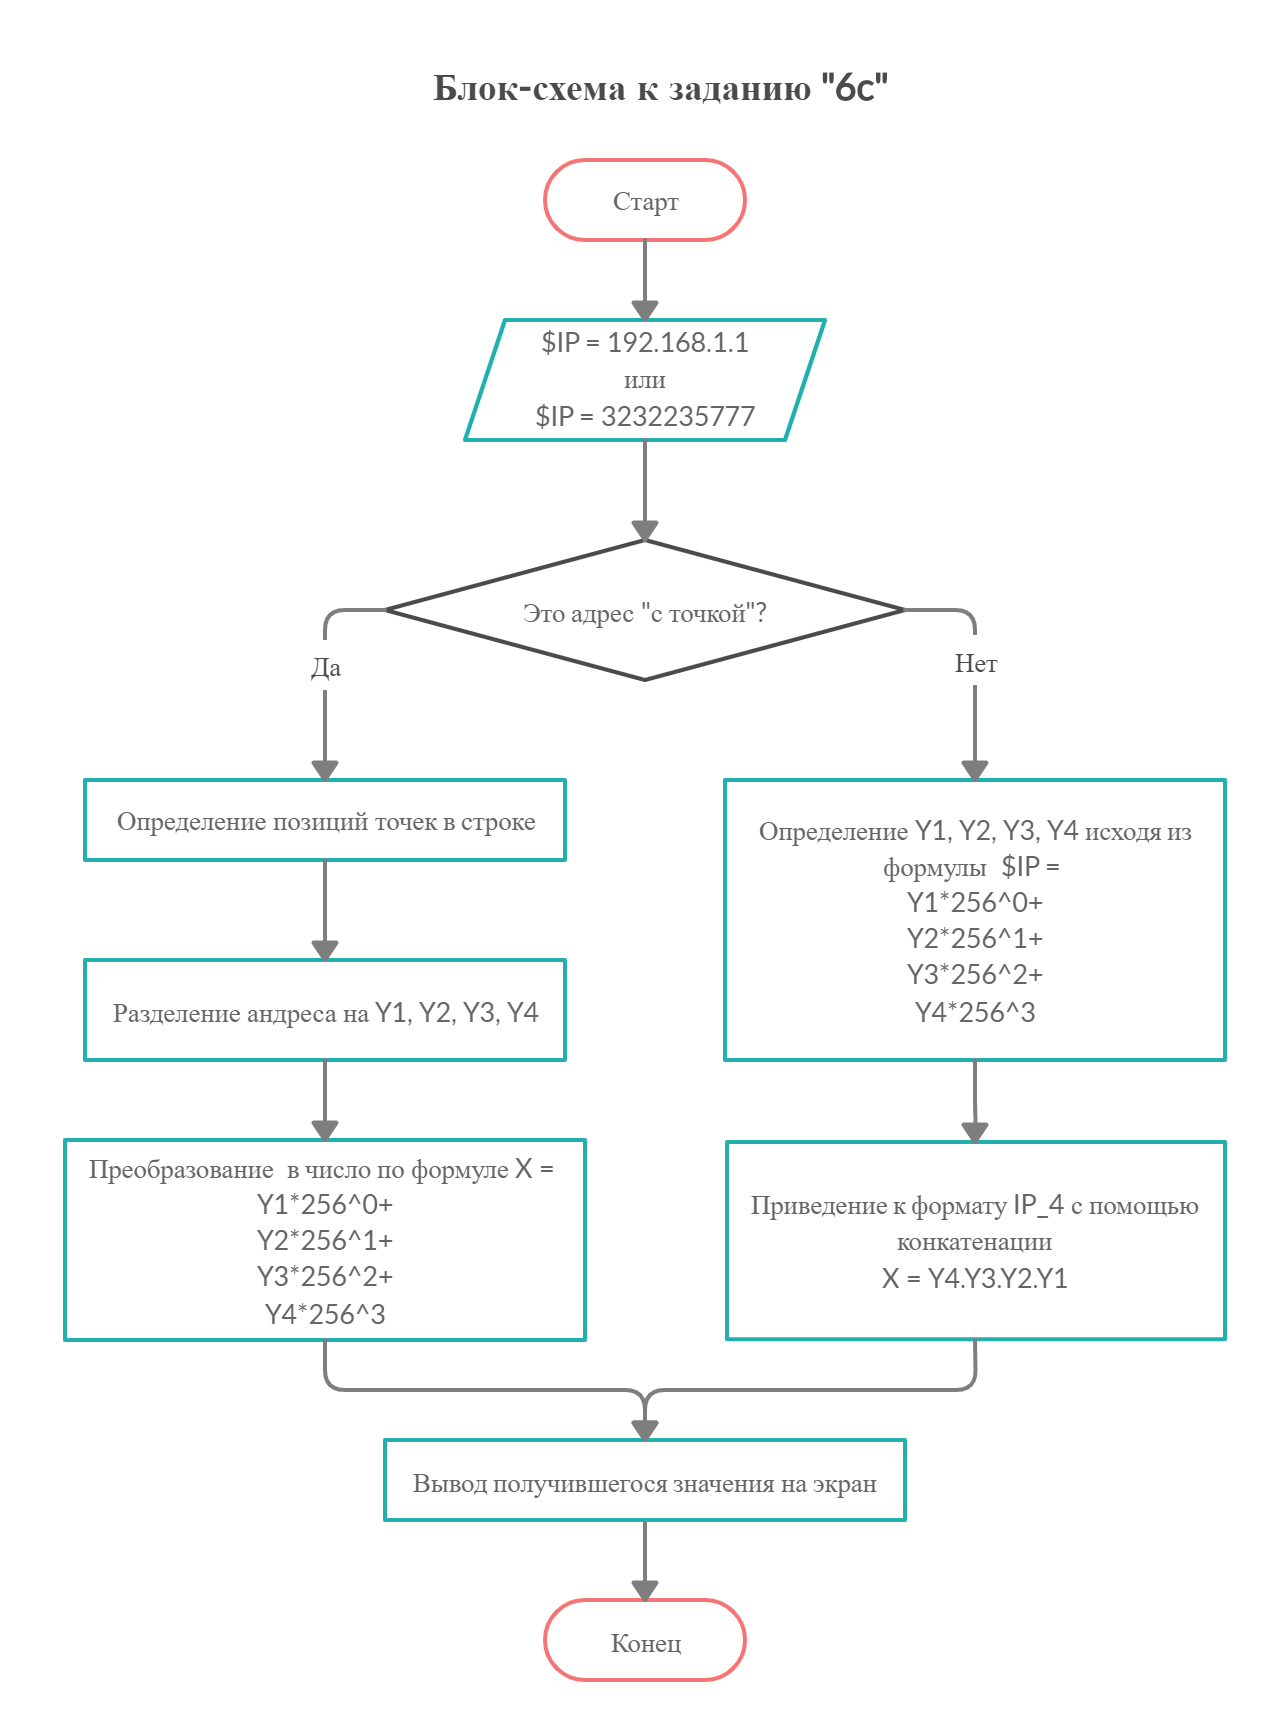 Блок-схема к заданию "6с"
Старт
$IP = 192.168.1.1
или
$IP = 3232235777
Это адрес "с точкой"?
Да
Нет
Определение позиций точек в строке
Разделение андреса на Y1, Y2, Y3, Y4
Преобразование в число по формуле X =
Y1*256^0+
Y2*256^1+
Y3*256^2+
Y4*256^3
Определение Y1, Y2, Y3, Y4 исходя из
формулы $IP =
Y1*256^0+
Y2*256^1+
Y3*256^2+
Y4*256^3
Приведение к формату IP_4 с помощью
конкатенации
X = Y4.Y3.Y2.Y1
Вывод получившегося значения на экран
Конец